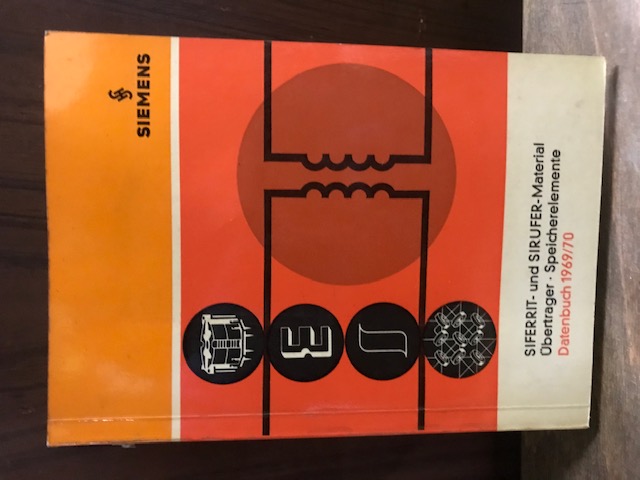 SIEMENS
SIFERRIT- und SIRUFER-Material
Übertrager · Speicherelemente
Datenbuch 1969/70